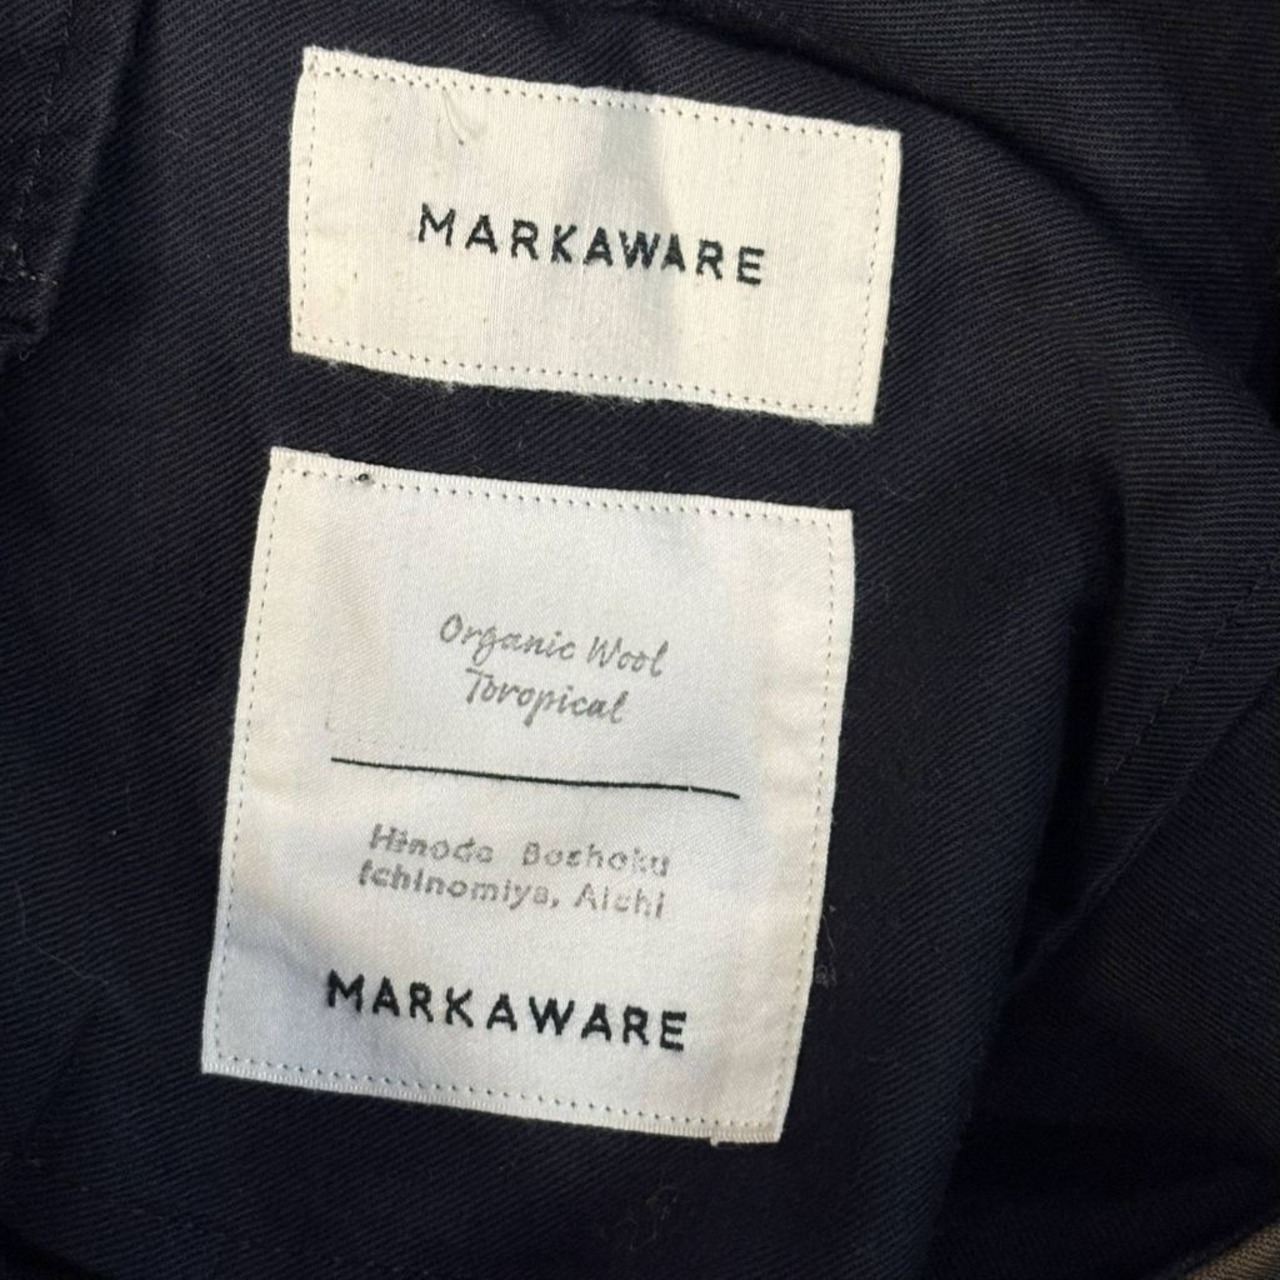 MARKAWARE
Organic Wool
Toropical
Hinode Boshoku
Ichinomiya, Aichi
MARKAWARE